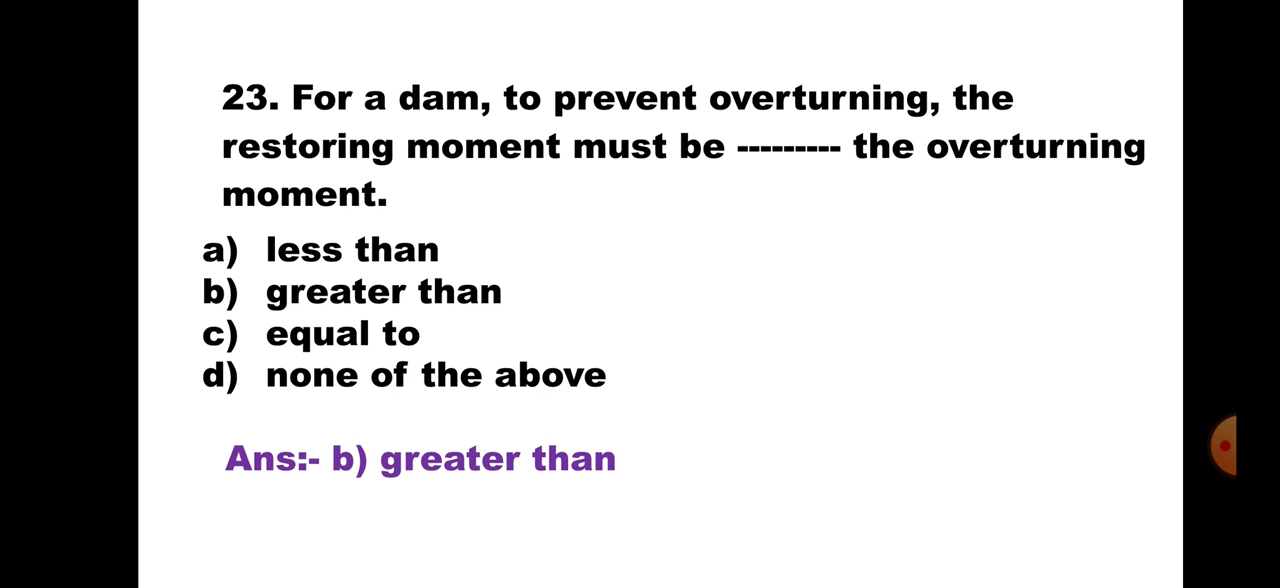 23. For a dam, to prevent overturning, the
restoring moment must be --------- the overturning
moment.
a) less than
b) greater than
c) equal to
d) none of the above
Ans:- b) greater than